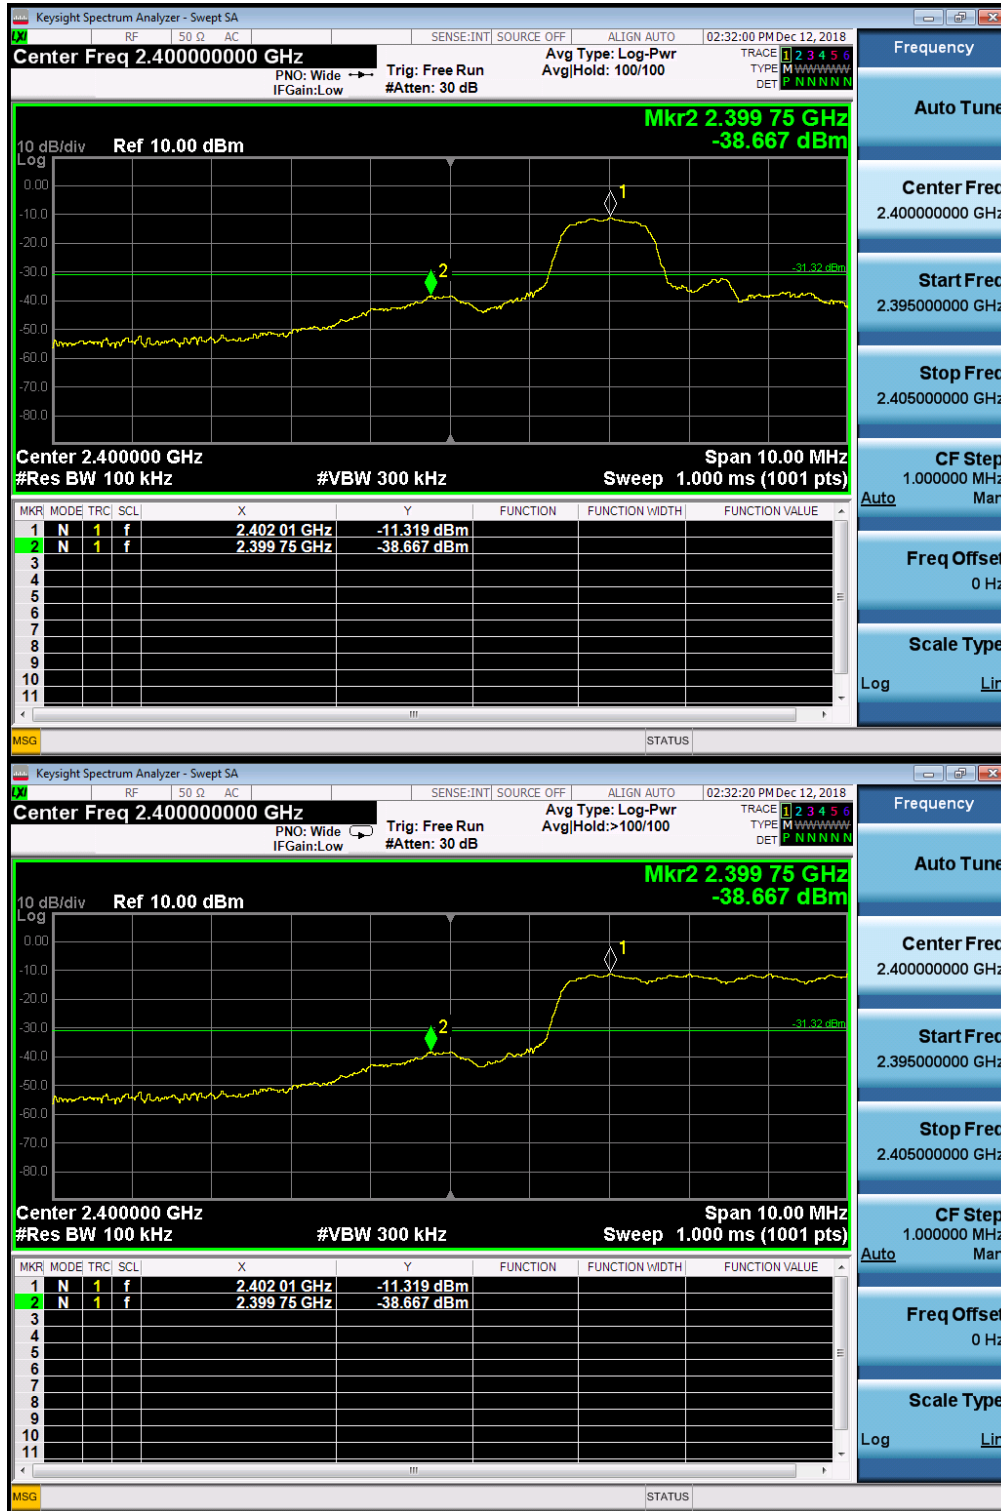 Keysight Spectrum Analyzer - Swept SA
LXI RF 50 Ω AC SENSE:INT SOURCE OFF ALIGN AUTO 02:32:00 PM Dec 12, 2018
Center Freq 2.400000000 GHz
PNO: Wide
IFGain:Low
Trig: Free Run
#Atten: 30 dB
Avg Type: Log-Pwr
Avg|Hold: 100/100
TRACE 1 2 3 4 5 6
TYPE M WWWWW
DET P N N N N N
Mkr2 2.399 75 GHz
-38.667 dBm
10 dB/div Ref 10.00 dBm
Log
0.00
-10.0
-20.0
-30.0
-40.0
-50.0
-60.0
-70.0
-80.0
1
2
-31.32 dBm
Center 2.400000 GHz Span 10.00 MHz
#Res BW 100 kHz #VBW 300 kHz Sweep 1.000 ms (1001 pts)
MKR MODE TRC SCL X Y FUNCTION FUNCTION WIDTH FUNCTION VALUE
1 N 1 f 2.402 01 GHz -11.319 dBm
2 N 1 f 2.399 75 GHz -38.667 dBm
3
4
5
6
7
8
9
10
11
MSG STATUS
Frequency
Auto Tune
Center Freq
2.400000000 GHz
Start Freq
2.395000000 GHz
Stop Freq
2.405000000 GHz
CF Step
1.000000 MHz
Auto Man
Freq Offset
0 Hz
Scale Type
Log Lin
Keysight Spectrum Analyzer - Swept SA
LXI RF 50 Ω AC SENSE:INT SOURCE OFF ALIGN AUTO 02:32:20 PM Dec 12, 2018
Center Freq 2.400000000 GHz
PNO: Wide
IFGain:Low
Trig: Free Run
#Atten: 30 dB
Avg Type: Log-Pwr
Avg|Hold:>100/100
TRACE 1 2 3 4 5 6
TYPE M WWWWW
DET P N N N N N
Mkr2 2.399 75 GHz
-38.667 dBm
10 dB/div Ref 10.00 dBm
Log
0.00
-10.0
-20.0
-30.0
-40.0
-50.0
-60.0
-70.0
-80.0
1
2
-31.32 dBm
Center 2.400000 GHz Span 10.00 MHz
#Res BW 100 kHz #VBW 300 kHz Sweep 1.000 ms (1001 pts)
MKR MODE TRC SCL X Y FUNCTION FUNCTION WIDTH FUNCTION VALUE
1 N 1 f 2.402 01 GHz -11.319 dBm
2 N 1 f 2.399 75 GHz -38.667 dBm
3
4
5
6
7
8
9
10
11
MSG STATUS
Frequency
Auto Tune
Center Freq
2.400000000 GHz
Start Freq
2.395000000 GHz
Stop Freq
2.405000000 GHz
CF Step
1.000000 MHz
Auto Man
Freq Offset
0 Hz
Scale Type
Log Lin